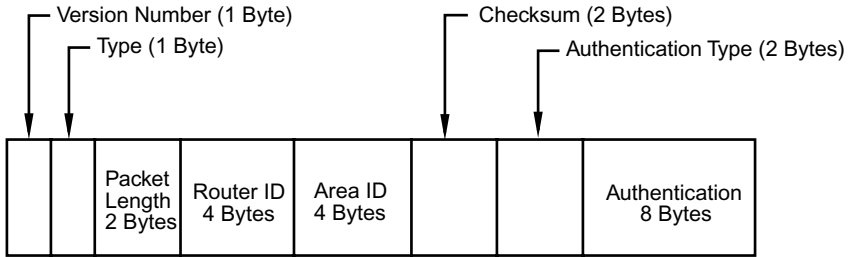 Version Number (1 Byte)
Checksum (2 Bytes)
Type (1 Byte)
Authentication Type (2 Bytes)
Packet
Length
2 Bytes
Router ID
4 Bytes
Area ID
4 Bytes
Authentication
8 Bytes